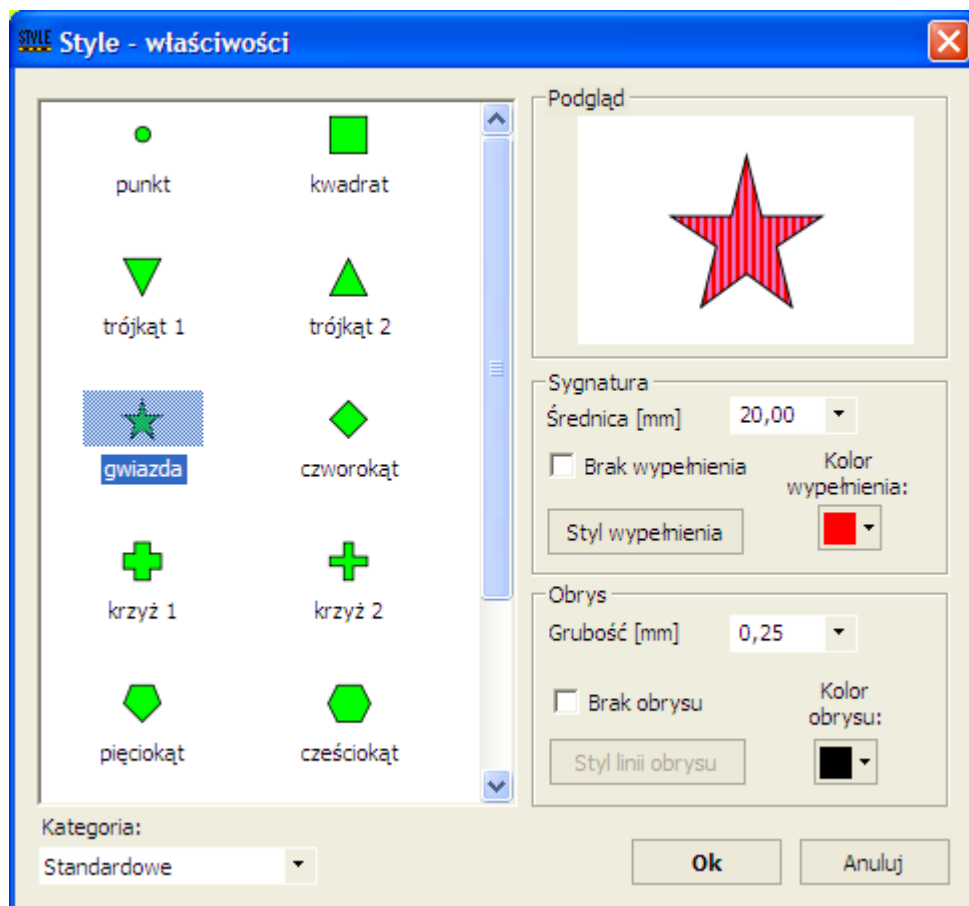 STYLE Style - właściwości
punkt kwadrat
trójkąt 1 trójkąt 2
gwiazda czworokąt
krzyż 1 krzyż 2
pięciokąt cześciokąt
Kategoria:
Standardowe
Podgląd
Sygnatura
Średnica [mm] 20,00
Brak wypełnienia
Kolor
wypełnienia:
Styl wypełnienia
Obrys
Grubość [mm] 0,25
Brak obrysu
Kolor
obrysu:
Styl linii obrysu
Ok Anuluj